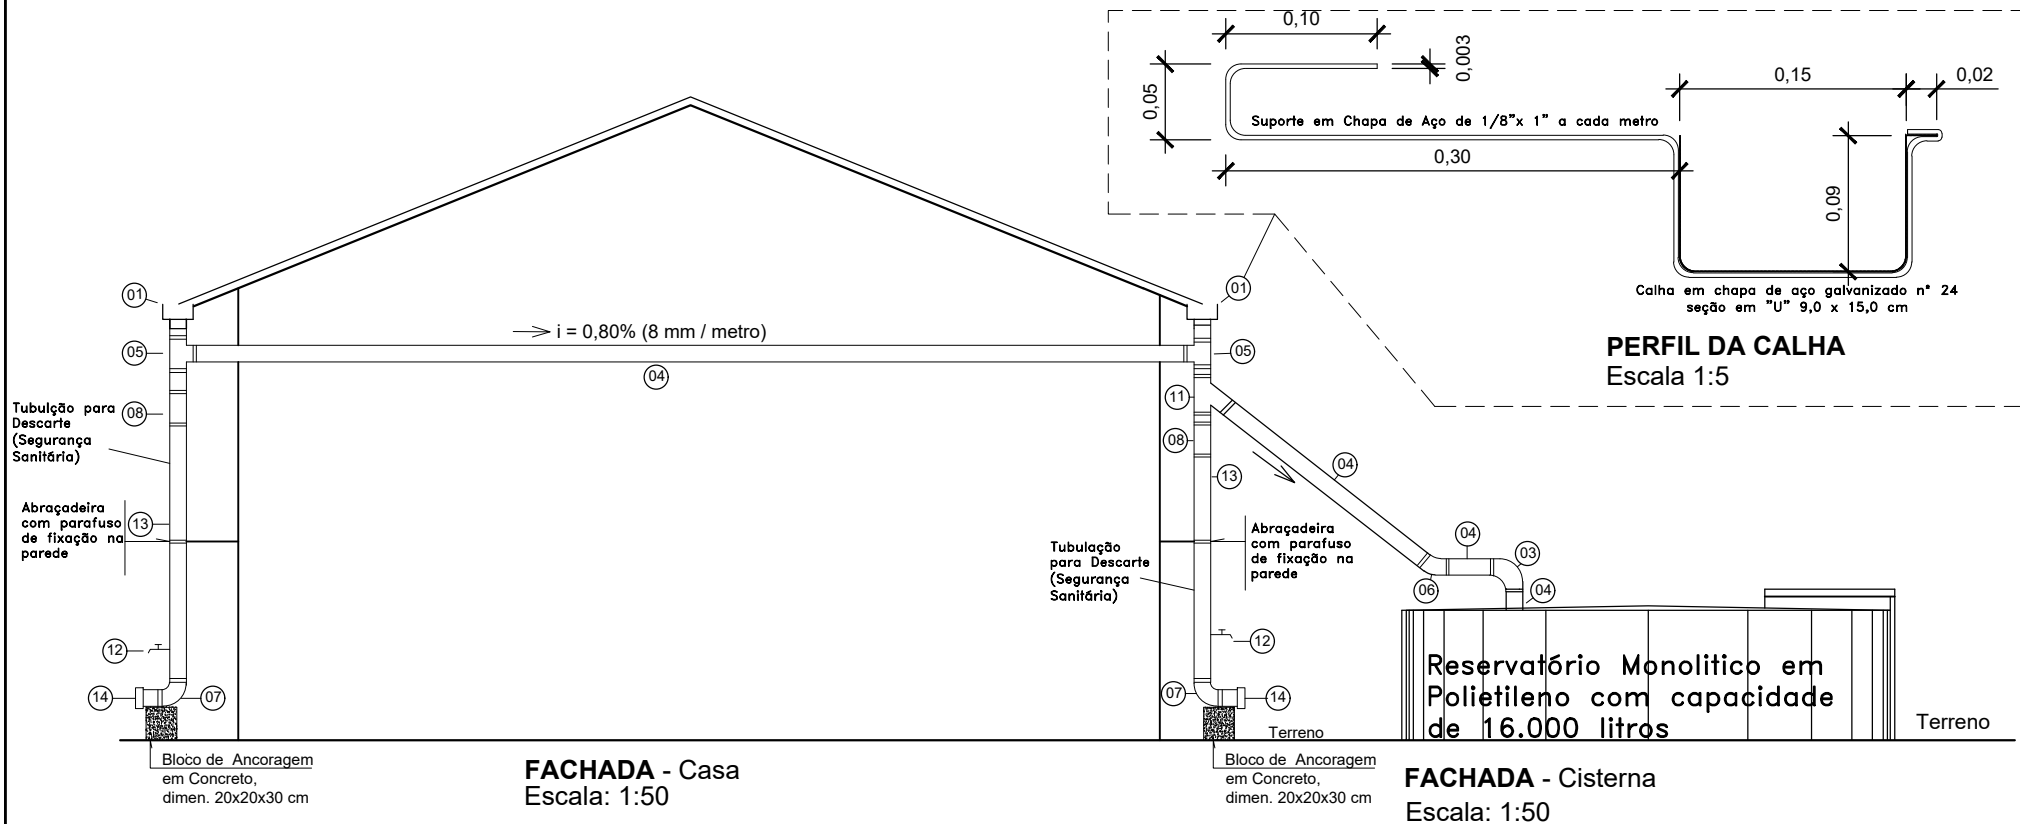 0,10
0,003
0,05
0,15
0,02
Suporte em Chapa de Aço de 1/8"x 1" a cada metro
0,30
0,09
Calha em chapa de aço galvanizado n° 24
seção em "U" 9,0 x 15,0 cm
PERFIL DA CALHA
Escala 1:5
01
01
i = 0,80% (8 mm / metro)
05
05
04
11
Tubulção para
Descarte
(Segurança
Sanitária)
08
08
04
13
Abraçadeira
com parafuso
de fixação na
parede
13
Tubulação
para Descarte
(Segurança
Sanitária)
Abraçadeira
com parafuso
de fixação na
parede
04
03
06
04
12
12
14
07
07
14
Reservatório Monolitico em
Polietileno com capacidade
de 16.000 litros
Terreno
Terreno
Bloco de Ancoragem
em Concreto,
dimen. 20x20x30 cm
FACHADA - Casa
Escala: 1:50
Bloco de Ancoragem
em Concreto,
dimen. 20x20x30 cm
FACHADA - Cisterna
Escala: 1:50